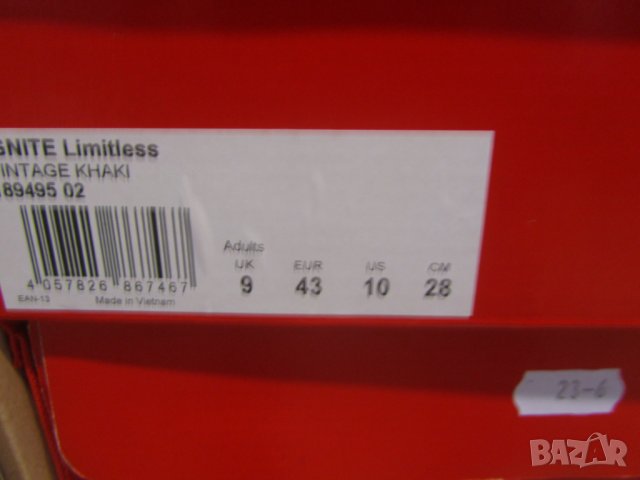 GNITE Limitless
INTAGE KHAKI
89495 02
4 057826 867467
EAN-13
Made in Vietnam
Adults
UK EUR US CM
9 43 10 28
23-6
BAZAR